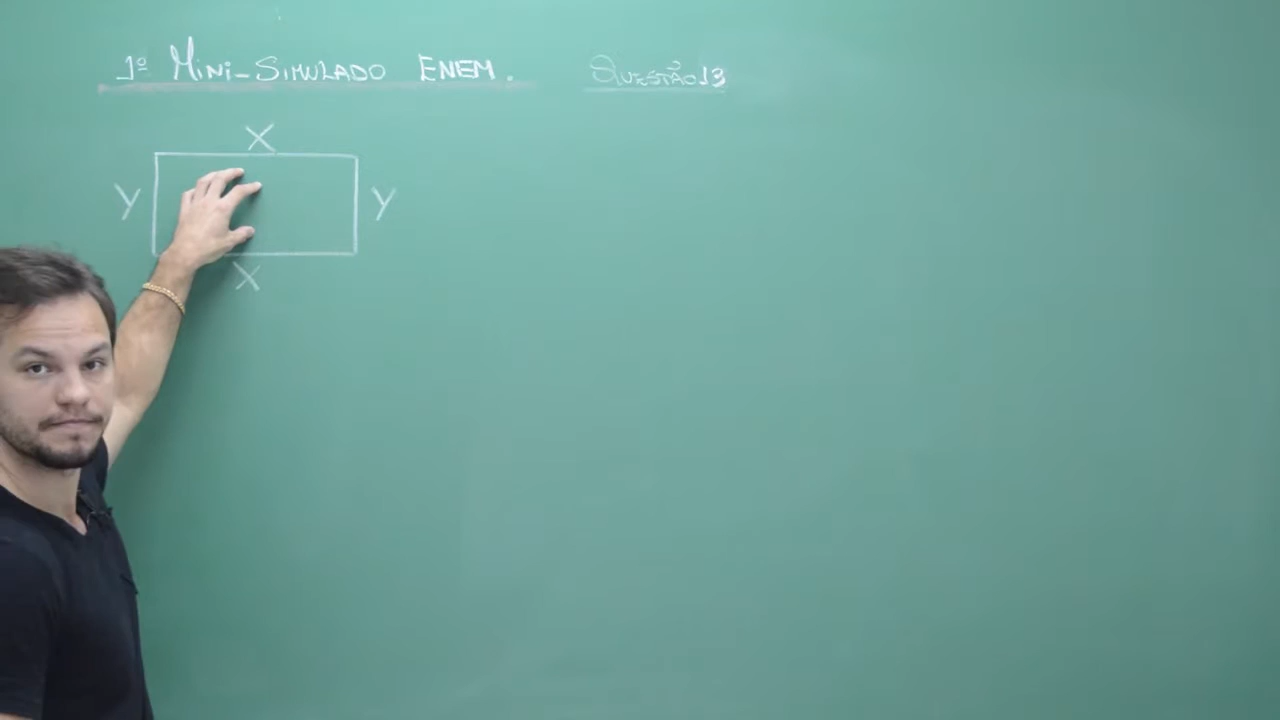 1º MINI-SIMULADO ENEM. QUESTÃO 13
X
Y Y
X